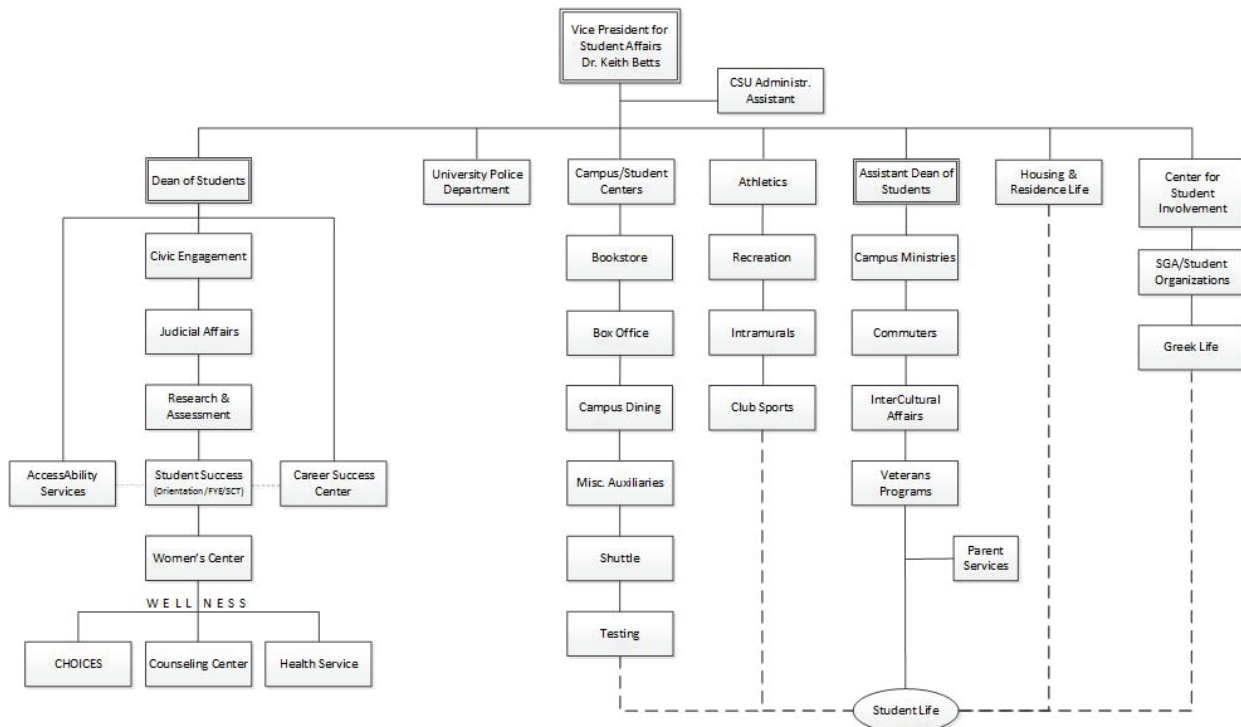 Vice President for
Student Affairs
Dr. Keith Betts
CSU Administr.
Assistant
Dean of Students
University Police
Department
Campus/Student
Centers
Athletics
Assistant Dean of
Students
Housing &
Residence Life
Center for
Student
Involvement
Civic Engagement
Bookstore
Recreation
Campus Ministries
SGA/Student
Organizations
Judicial Affairs
Box Office
Intramurals
Commuters
Greek Life
Research &
Assessment
Campus Dining
Club Sports
InterCultural
Affairs
AccessAbility
Services
Student Success
(Orientation/FYE/SCT)
Career Success
Center
Misc. Auxiliaries
Veterans
Programs
Women's Center
Shuttle
Parent
Services
WELLNESS
CHOICES
Counseling Center
Health Service
Testing
Student Life